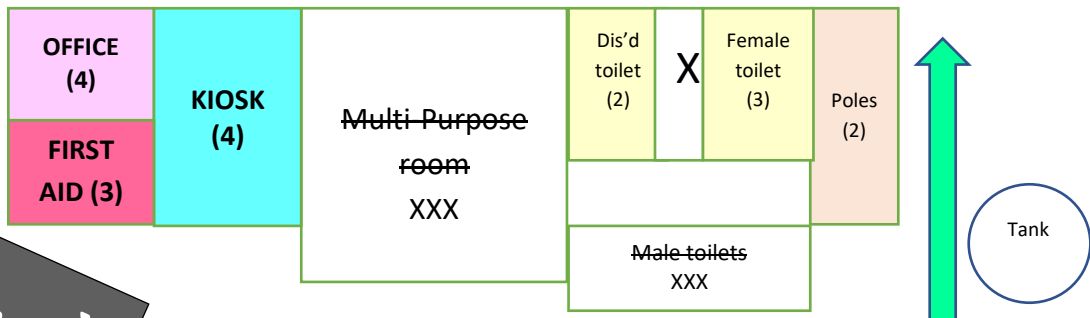 OFFICE
(4)
FIRST
AID (3)
KIOSK
(4)
Multi-Purpose
room
XXX
Dis'd
toilet
(2)
X
Female
toilet
(3)
Poles
(2)
Male toilets
XXX
Tank